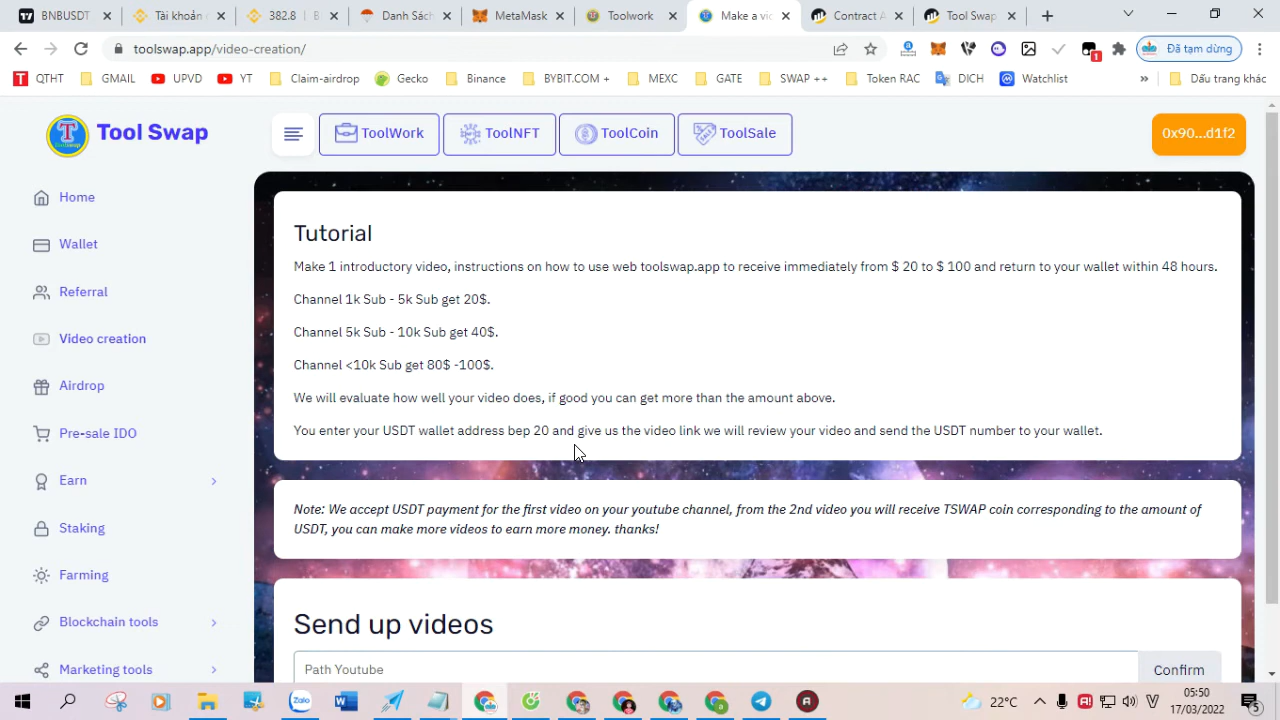 BNBUSDT
Tài khoản
382.8 |
Danh Sách
MetaMask
Toolwork
Make a vi
Contract A
Tool Swap
toolswap.app/video-creation/
1
Đã tạm dừng
QTHT
GMAIL
UPVD
YT
Claim-airdrop
Gecko
Binance
BYBIT.COM +
MEXC
GATE
SWAP ++
Token RAC
DICH
Watchlist
»
Dấu trang khác
Tool Swap
ToolWork
ToolNFT
ToolCoin
ToolSale
0x90...d1f2
Home
Wallet
Referral
Video creation
Airdrop
Pre-sale IDO
Earn
Staking
Farming
Blockchain tools
Marketing tools
Tutorial
Make 1 introductory video, instructions on how to use web toolswap.app to receive immediately from $ 20 to $ 100 and return to your wallet within 48 hours.
Channel 1k Sub - 5k Sub get 20$.
Channel 5k Sub - 10k Sub get 40$.
Channel <10k Sub get 80$ -100$.
We will evaluate how well your video does, if good you can get more than the amount above.
You enter your USDT wallet address bep 20 and give us the video link we will review your video and send the USDT number to your wallet.
Note: We accept USDT payment for the first video on your youtube channel, from the 2nd video you will receive TSWAP coin corresponding to the amount of
USDT, you can make more videos to earn more money. thanks!
Send up videos
Path Youtube
Confirm
Zalo
22°C
05:50
17/03/2022
5